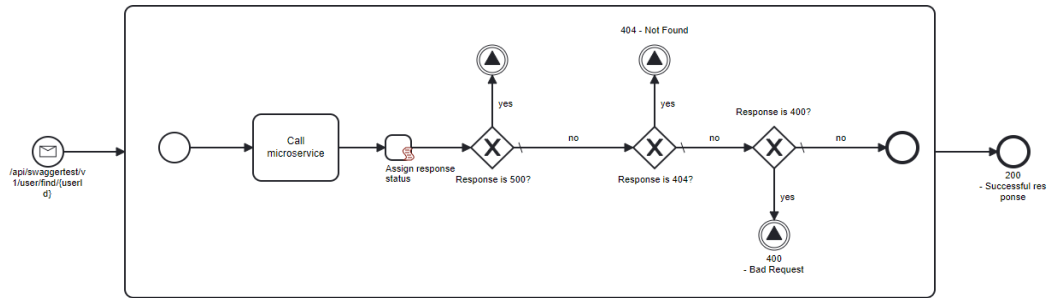 404 - Not Found
yes
yes
Response is 400?
Call
microservice
no
no
no
/api/swaggertest/v
1/user/find/{userI
d}
Assign response
status
Response is 500?
Response is 404?
200
- Successful res
ponse
yes
400
- Bad Request